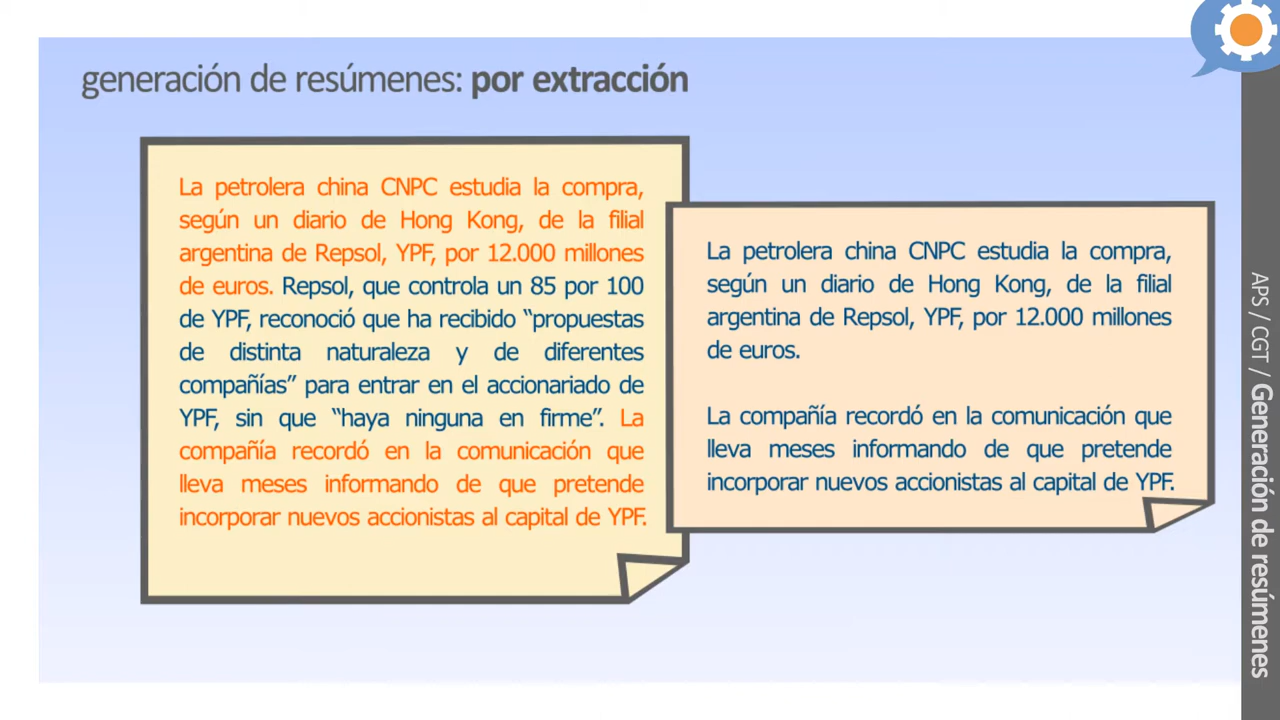 generación de resúmenes: por extracción
La petrolera china CNPC estudia la compra,
según un diario de Hong Kong, de la filial
argentina de Repsol, YPF, por 12.000 millones
de euros. Repsol, que controla un 85 por 100
de YPF, reconoció que ha recibido “propuestas
de distinta naturaleza y de diferentes
compañías” para entrar en el accionariado de
YPF, sin que “haya ninguna en firme”. La
compañía recordó en la comunicación que
lleva meses informando de que pretende
incorporar nuevos accionistas al capital de YPF.
La petrolera china CNPC estudia la compra,
según un diario de Hong Kong, de la filial
argentina de Repsol, YPF, por 12.000 millones
de euros.
La compañía recordó en la comunicación que
lleva meses informando de que pretende
incorporar nuevos accionistas al capital de YPF.
APS / CGT / Generación de resúmenes